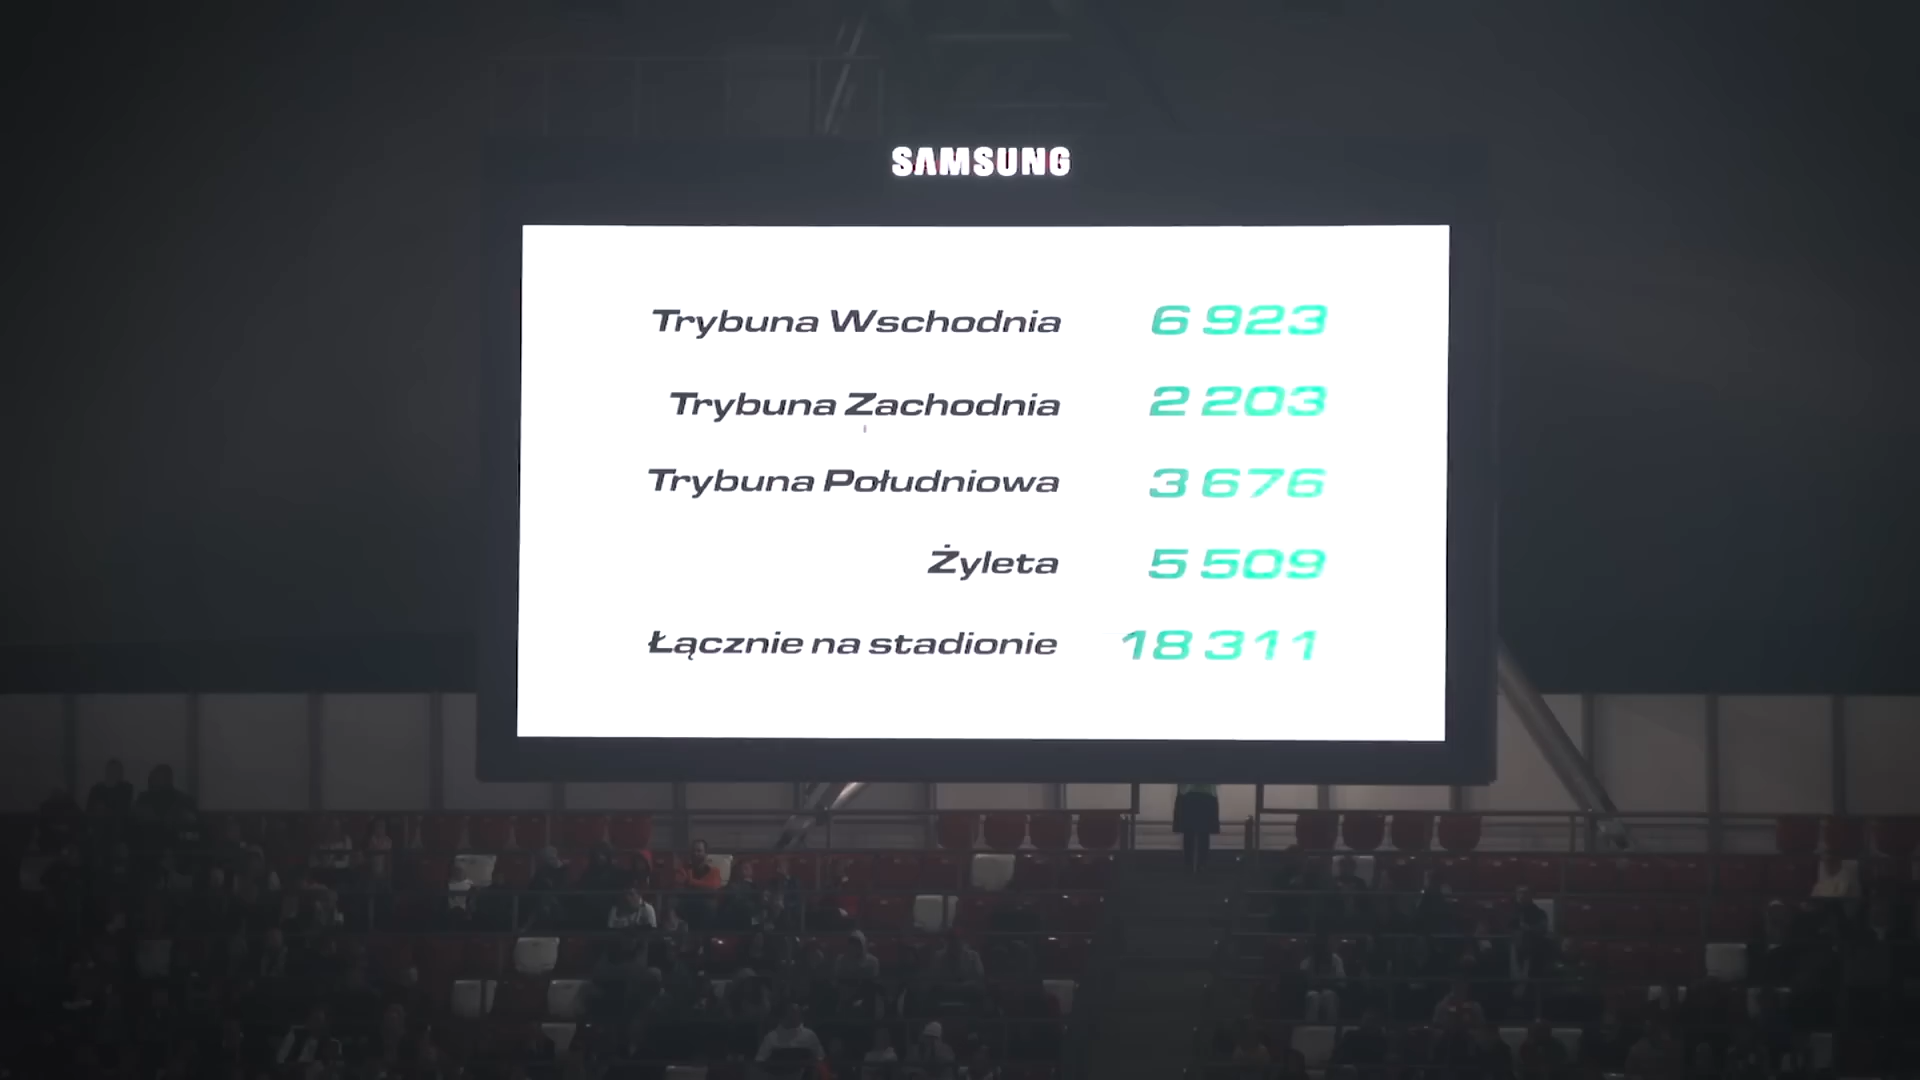 SAMSUNG
Trybuna Wschodnia 6 923
Trybuna Zachodnia 2 203
Trybuna Południowa 3 676
Żyleta 5 509
Łącznie na stadionie 18 311